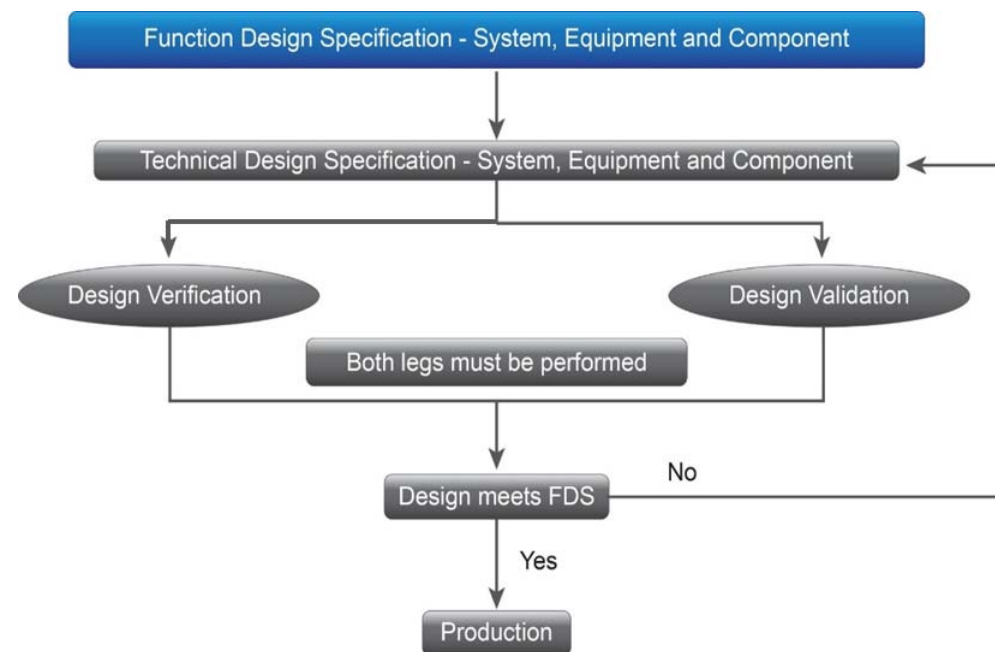 Function Design Specification - System, Equipment and Component
Technical Design Specification - System, Equipment and Component
Design Verification
Design Validation
Both legs must be performed
Design meets FDS
No
Yes
Production